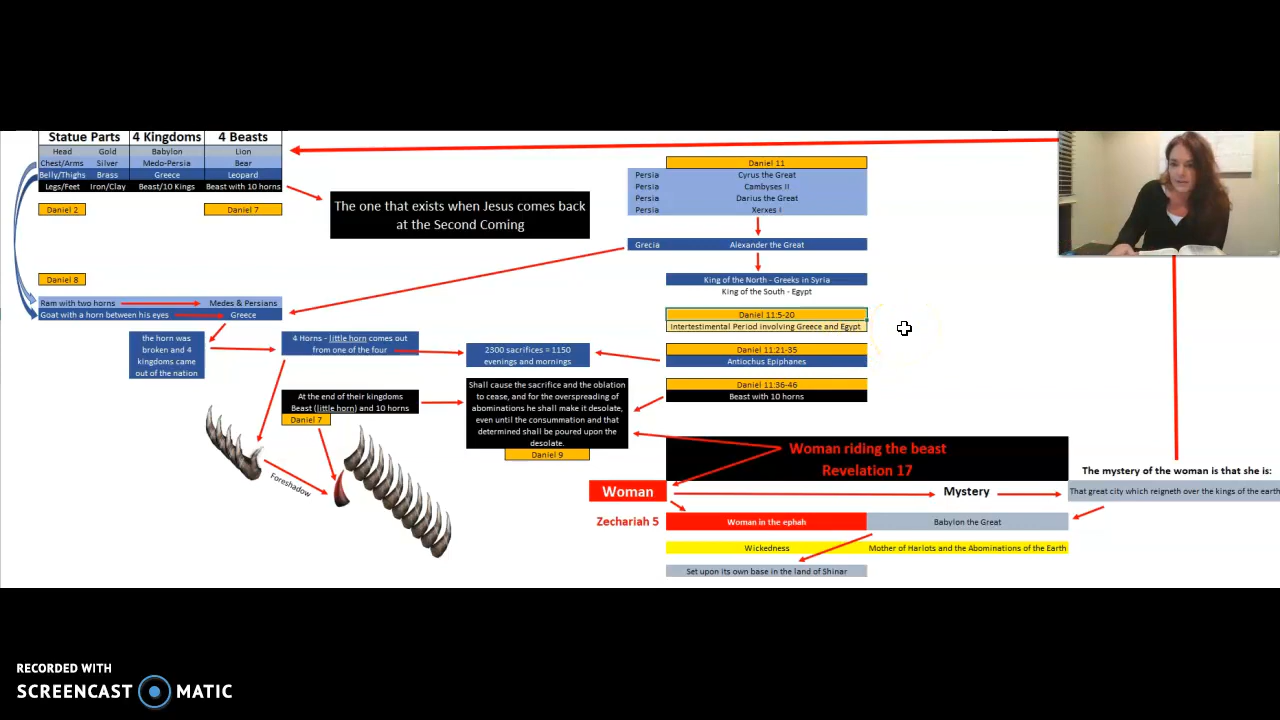 Statue Parts 4 Kingdoms 4 Beasts
Head Gold Babylon Lion
Chest/Arms Silver Medo-Persia Bear
Belly/Thighs Brass Greece Leopard
Legs/Feet Iron/Clay Beast/10 Kings Beast with 10 horns
Daniel 2 Daniel 7
The one that exists when Jesus comes back
at the Second Coming
Daniel 8
Ram with two horns Medes & Persians
Goat with a horn between his eyes Greece
the horn was
broken and 4
kingdoms came
out of the nation
4 Horns - little horn comes out
from one of the four
2300 sacrifices = 1150
evenings and mornings
At the end of their kingdoms
Beast (little horn) and 10 horns
Daniel 7
Shall cause the sacrifice and the oblation
to cease, and for the overspreading of
abominations he shall make it desolate,
even until the consummation and that
determined shall be poured upon the
desolate.
Daniel 9
Foreshadow
Daniel 11
Persia Cyrus the Great
Persia Cambyses II
Persia Darius the Great
Persia Xerxes I
Grecia Alexander the Great
King of the North - Greeks in Syria
King of the South - Egypt
Daniel 11:5-20
Intertestimental Period involving Greece and Egypt
Daniel 11:21-35
Antiochus Epiphanes
Daniel 11:36-46
Beast with 10 horns
Woman riding the beast
Revelation 17
Woman Mystery
The mystery of the woman is that she is:
That great city which reigneth over the kings of the earth
Zechariah 5 Woman in the ephah Babylon the Great
Wickedness Mother of Harlots and the Abominations of the Earth
Set upon its own base in the land of Shinar
RECORDED WITH
SCREENCAST MATIC